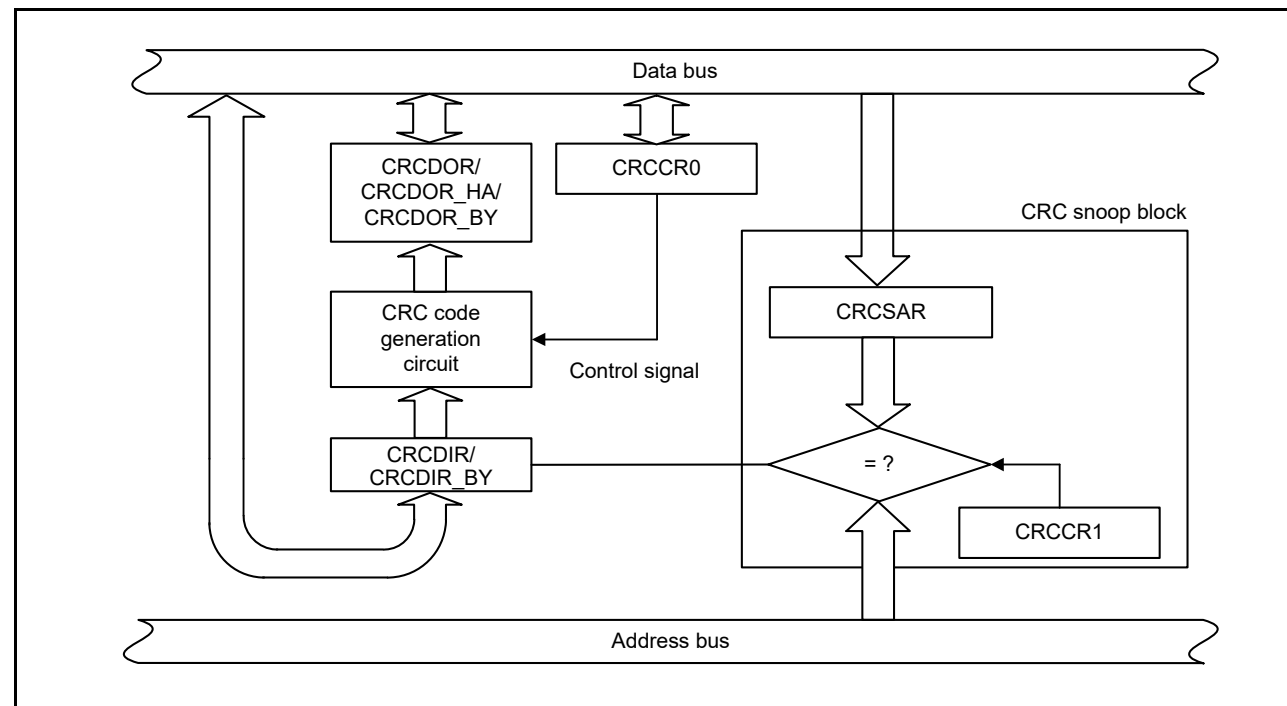 Data bus
CRCDOR/
CRCDOR_HA/
CRCDOR_BY
CRCCR0
CRC snoop block
CRCSAR
CRC code
generation
circuit
Control signal
CRCDIR/
CRCDIR_BY
= ?
CRCCR1
Address bus